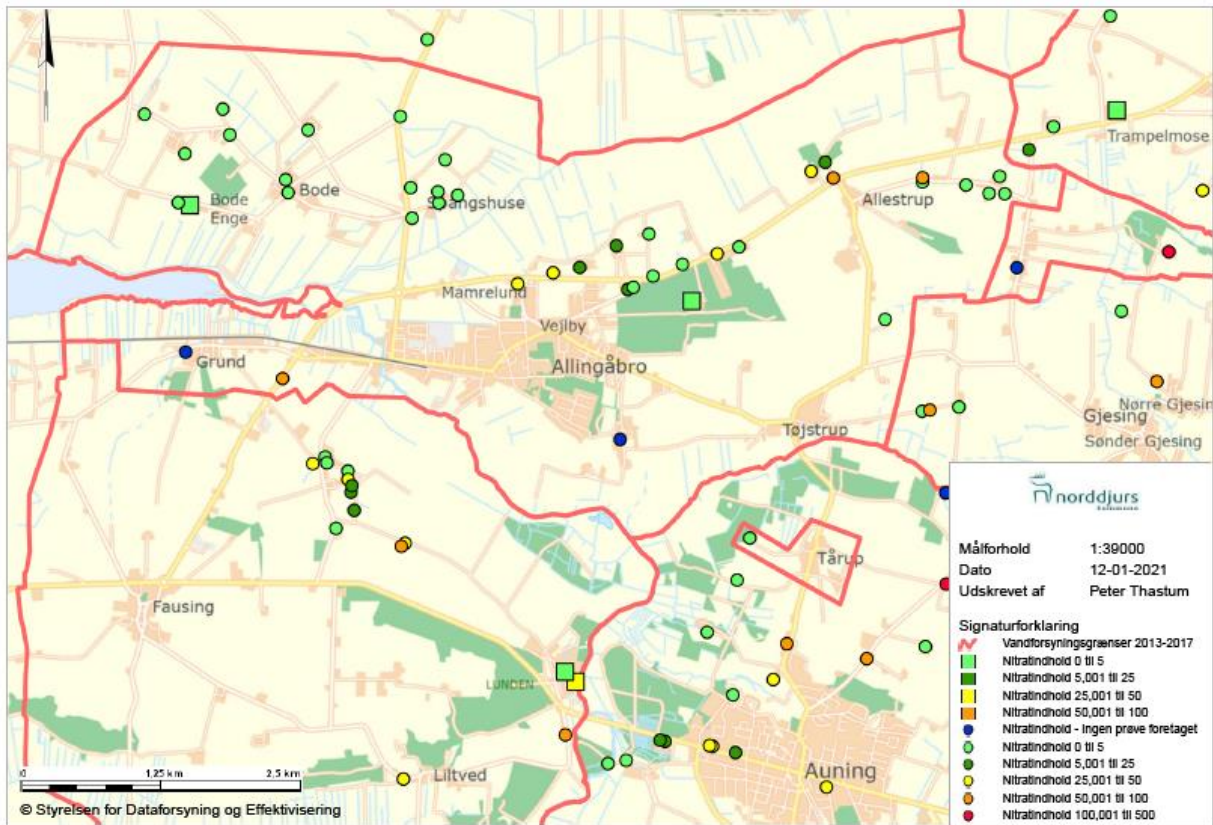 Trampelmose
Bode
Bode
Enge
Allestrup
Mamrelund
Vejlby
Grund
Allingåbro
Nørre Gjesin
Gjesing
Sønder Gjesing
Tøjstrup
norddjurs
kommune
Målforhold 1:39000
Dato 12-01-2021
Udskrevet af Peter Thastum
Tårup
Fausing
Signaturforklaring
Vandforsyningsgrænser 2013-2017
Nitratindhold 0 til 5
Nitratindhold 5,001 til 25
Nitratindhold 25,001 til 50
Nitratindhold 50,001 til 100
Nitratindhold - Ingen prøve foretaget
Nitratindhold 0 til 5
Nitratindhold 5,001 til 25
Nitratindhold 25,001 til 50
Nitratindhold 50,001 til 100
Nitratindhold 100,001 til 500
LUNDEN
Liltved
Auning
0 1,25 km 2,5 km
© Styrelsen for Dataforsyning og Effektivisering